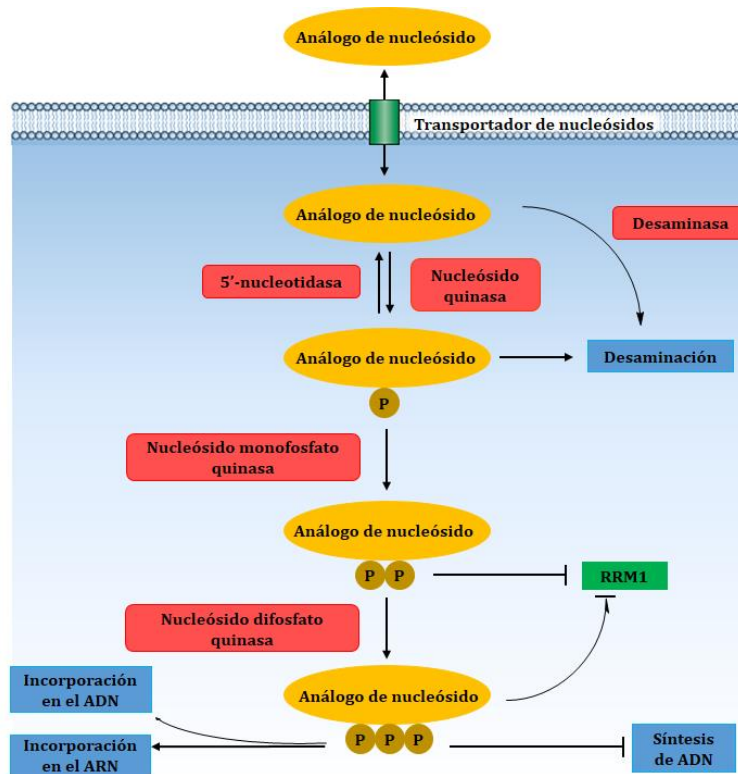 Análogo de nucleósido
Transportador de nucleósidos
Análogo de nucleósido
Desaminasa
5’-nucleotidasa
Nucleósido
quinasa
Análogo de nucleósido
Desaminación
P
Nucleósido monofosfato
quinasa
Análogo de nucleósido
P P
RRM1
Nucleósido difosfato
quinasa
Incorporación
en el ADN
Análogo de nucleósido
P P P
Incorporación
en el ARN
Síntesis
de ADN